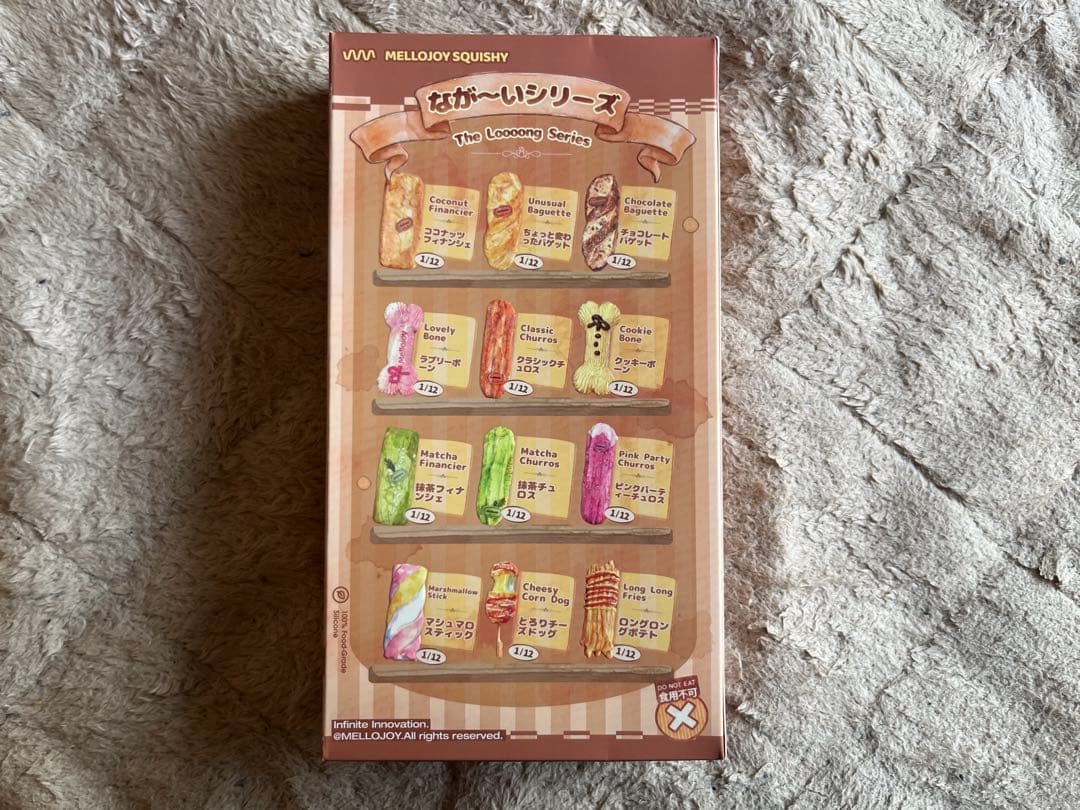 MELLOJOY SQUISHY
なが〜いシリーズ
The Loooong Series
Coconut
Financier
ココナッツ
フィナンシェ
1/12
Unusual
Baguette
ちょっと変わ
ったバゲット
1/12
Chocolate
Baguette
チョコレート
バゲット
1/12
Lovely
Bone
ラブリーボ
ーン
1/12
Mellojoy
Classic
Churros
クラシックチ
ュロス
1/12
Cookie
Bone
クッキーボ
ーン
1/12
Matcha
Financier
抹茶フィナ
ンシェ
1/12
Matcha
Churros
抹茶チュ
ロス
1/12
Pink Party
Churros
ピンクパーテ
ィーチュロス
1/12
Marshmallow
Stick
マシュマロ
スティック
1/12
Cheesy
Corn Dog
とろりチー
ズドッグ
1/12
Long Long
Fries
ロングロン
グポテト
1/12
100% Food-Grade
Silicone
DO NOT EAT
食用不可
Infinite Innovation.
@MELLOJOY.All rights reserved.